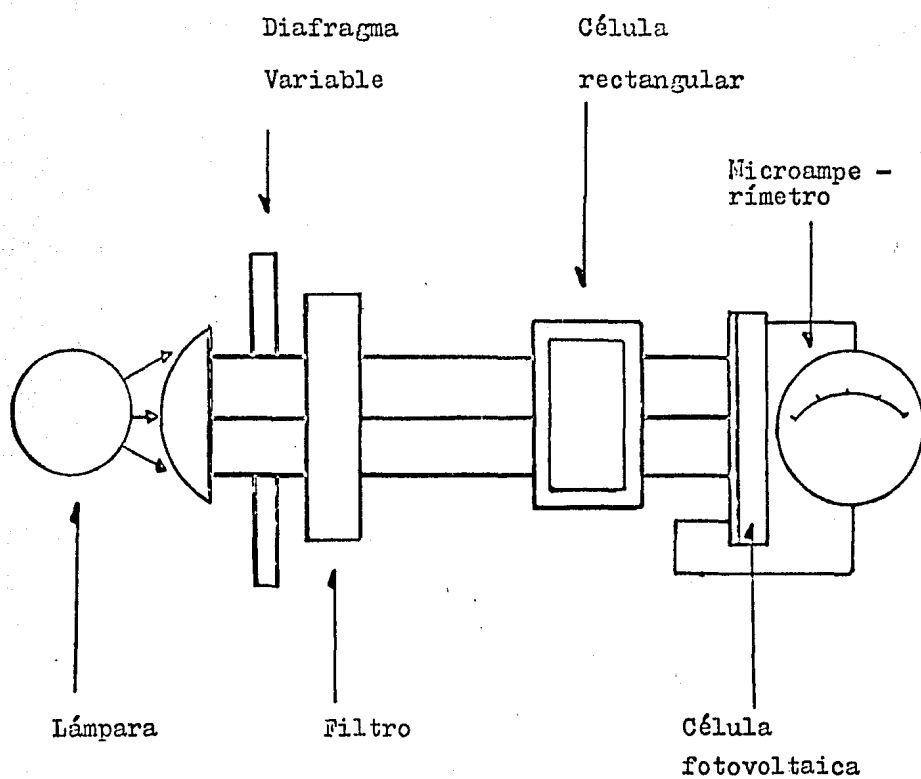 Diafragma
Variable
Célula
rectangular
Microampe -
rímetro
Lámpara
Filtro
Célula
fotovoltaica